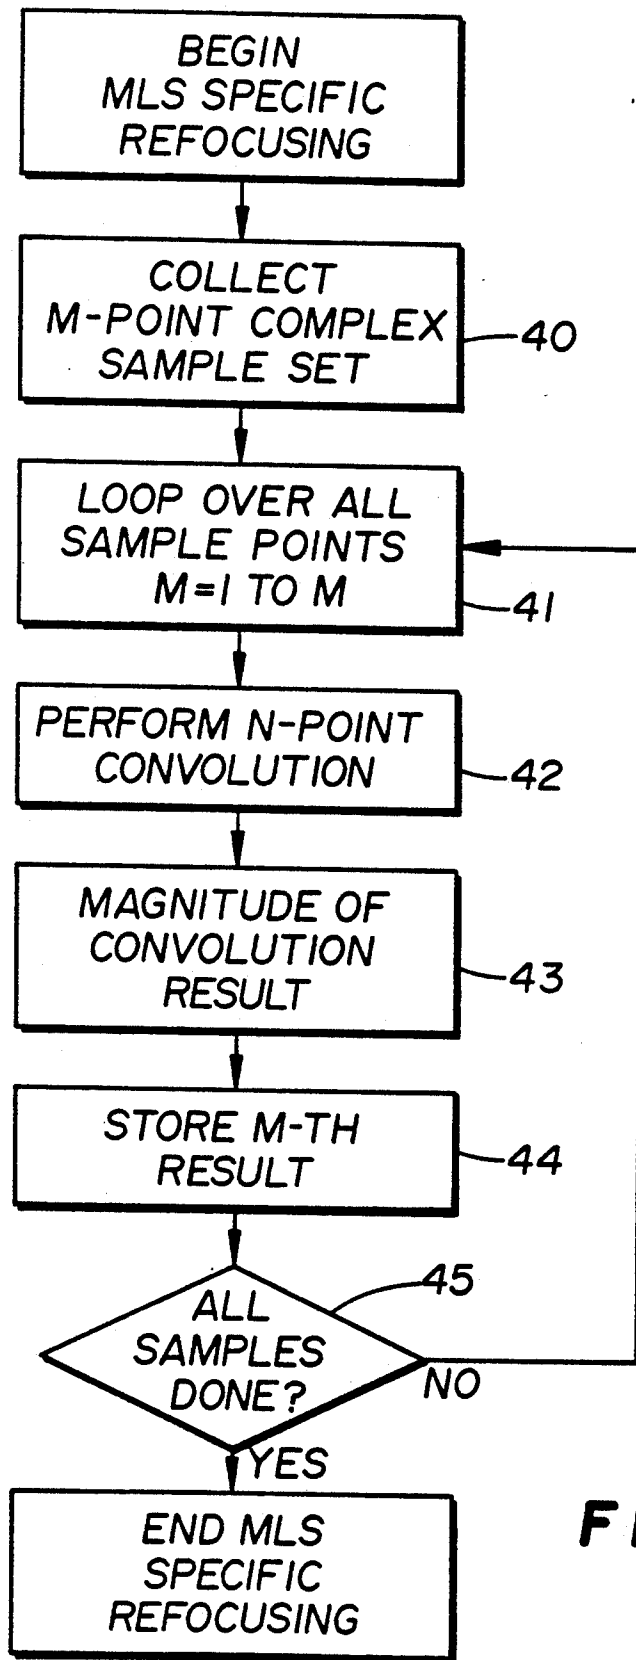 BEGIN
MLS SPECIFIC
REFOCUSING
COLLECT
M-POINT COMPLEX
SAMPLE SET
40
LOOP OVER ALL
SAMPLE POINTS
M=1 TO M
41
PERFORM N-POINT
CONVOLUTION
42
MAGNITUDE OF
CONVOLUTION
RESULT
43
STORE M-TH
RESULT
44
45
ALL
SAMPLES
DONE?
NO
YES
END MLS
SPECIFIC
REFOCUSING